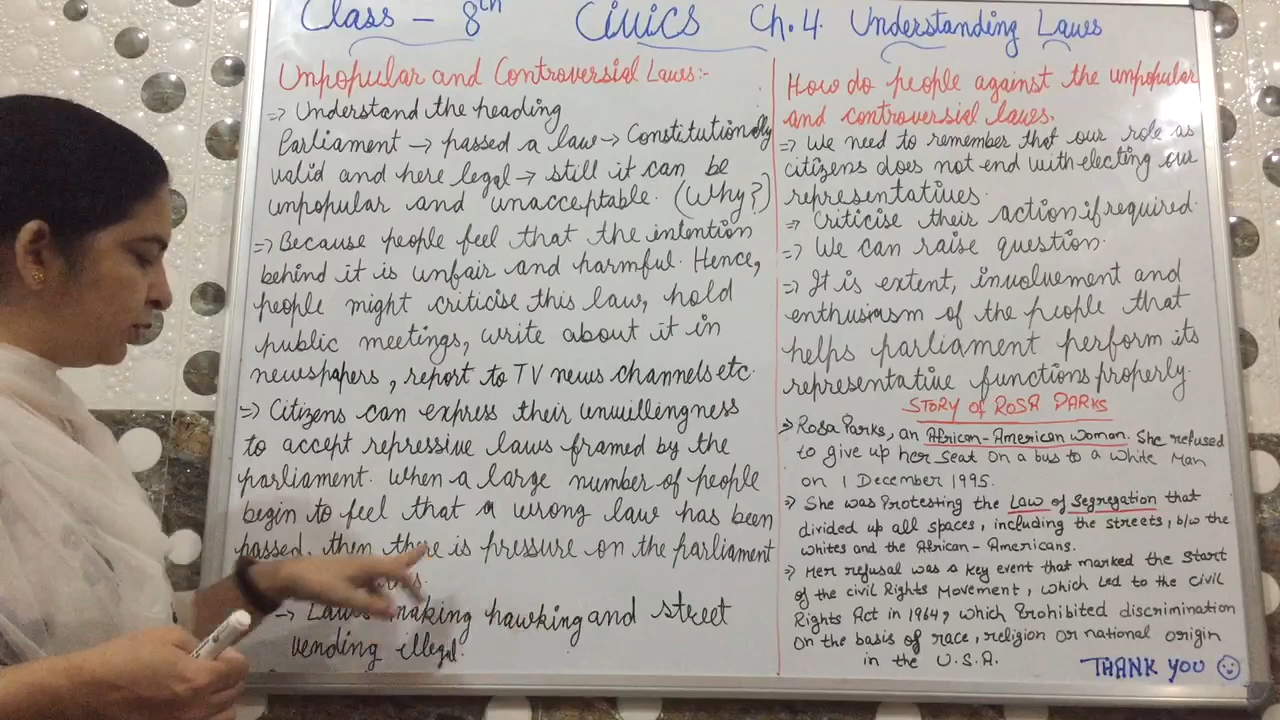 Class - 8th Civics Ch.4. Understanding Laws
Unpopular and Controversial Laws:-
=> Understand the heading
Parliament → passed a law → Constitutionally
valid and here legal → still it can be
unpopular and unacceptable. (Why?)
=> Because people feel that the intention
behind it is unfair and harmful. Hence,
people might criticise this law, hold
public meetings, write about it in
newspapers, report to TV news channels etc.
=> Citizens can express their unwillingness
to accept repressive laws framed by the
parliament. When a large number of people
begin to feel that a wrong law has been
passed, then there is pressure on the parliament
→ Laws making hawking and street
vending illegal.
How do people against the unpopular
and controversial laws.
=> We need to remember that our role as
citizens does not end with electing our
representatives.
=> Criticise their action if required.
=> We can raise question.
=> It is extent, involvement and
enthusiasm of the people that
helps parliament perform its
representative functions properly.
STORY of ROSA PARKS
=> Rosa Parks, an African-American woman. She refused
to give up her seat on a bus to a white man
on 1 December 1995.
=> She was Protesting the Law of Segregation that
divided up all spaces, including the streets, b/w the
whites and the African-Americans.
=> Her refusal was a key event that marked the start
of the civil Rights Movement, which led to the civil
Rights Act in 1964, which Prohibited discrimination
on the basis of race, religion or national origin
in the U.S.A.
THANK YOU ☺